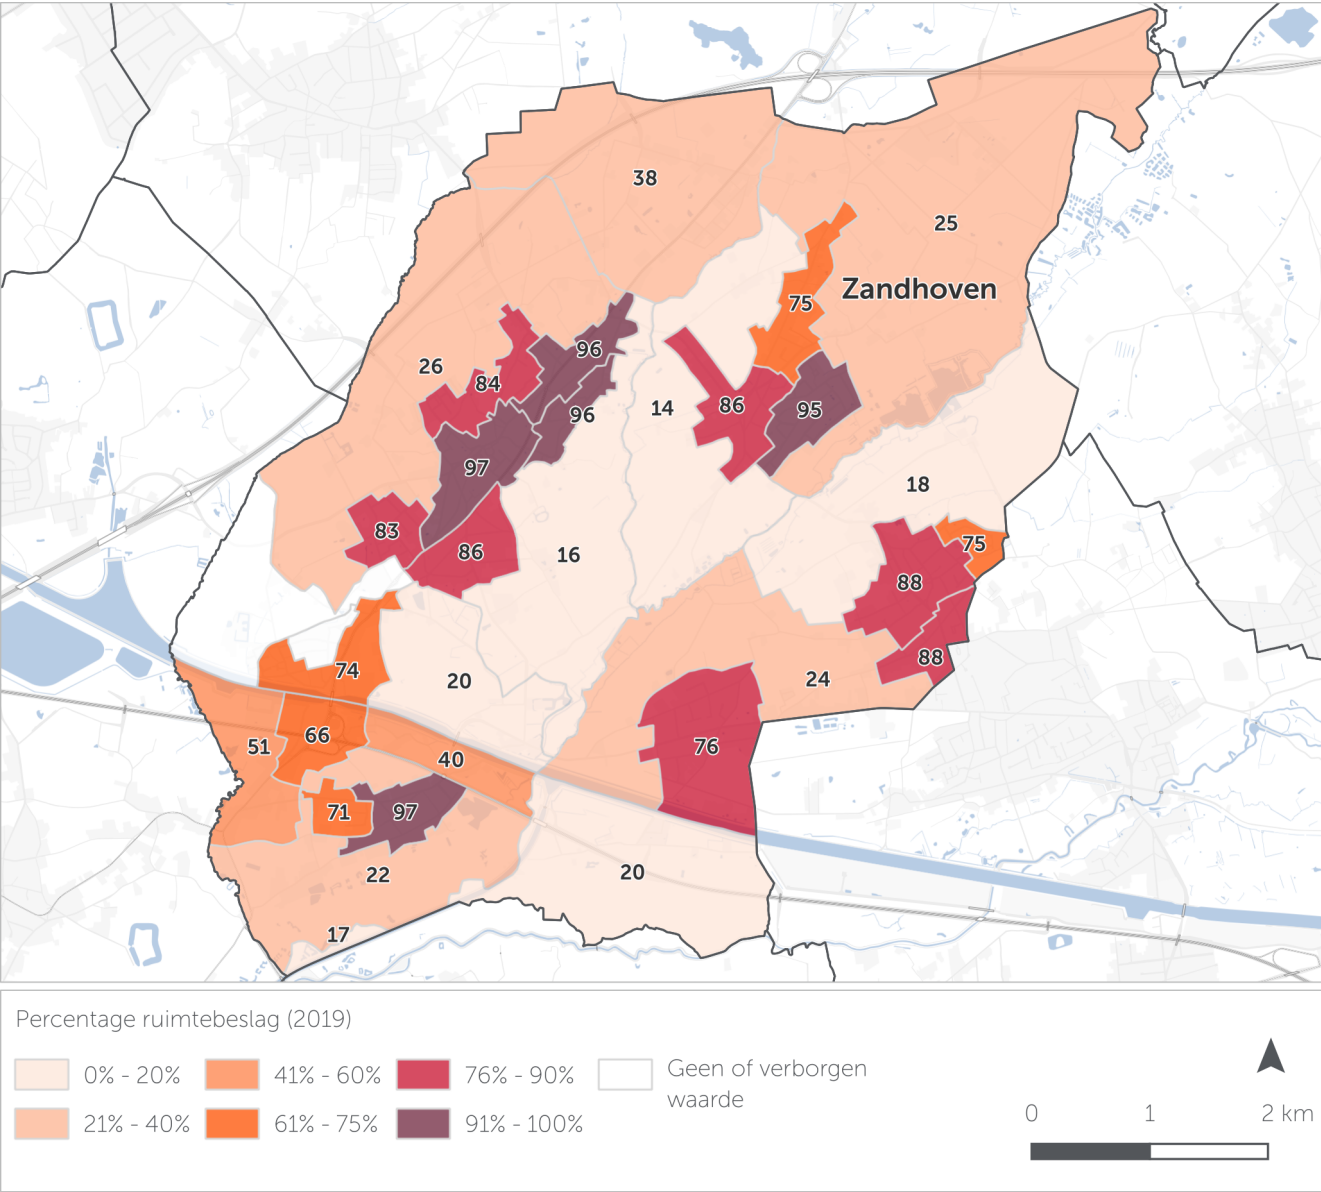 38
25
Zandhoven
75
96
26
84
96
14
86
95
97
18
83
86
16
75
88
88
74
20
24
66
51
76
40
71
97
22
20
17
Percentage ruimtebeslag (2019)
0% - 20%
41% - 60%
76% - 90%
Geen of verborgen
waarde
21% - 40%
61% - 75%
91% - 100%
0 1 2 km